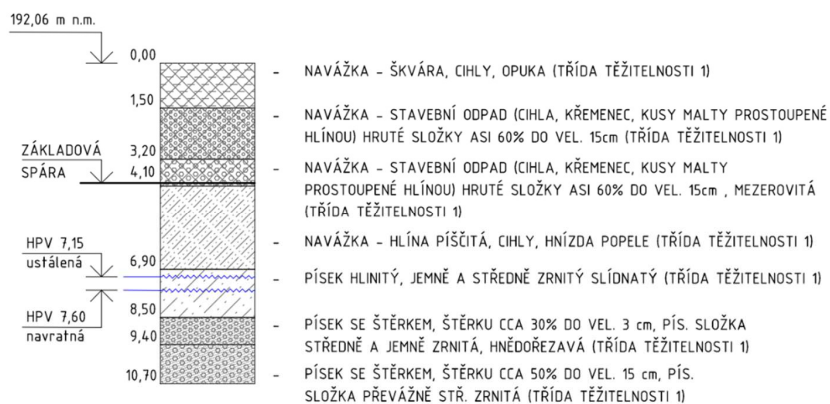 192,06 m n.m.
0,00
- NAVÁŽKA - ŠKVÁRA, CIHLY, OPUKA (TŘÍDA TĚŽITELNOSTI 1)
1,50
- NAVÁŽKA - STAVEBNÍ ODPAD (CIHLA, KŘEMENEC, KUSY MALTY PROSTOUPENÉ
HLÍNOU) HRUTÉ SLOŽKY ASI 60% DO VEL. 15cm (TŘÍDA TĚŽITELNOSTI 1)
ZÁKLADOVÁ
SPÁRA
3,20
4,10
- NAVÁŽKA - STAVEBNÍ ODPAD (CIHLA, KŘEMENEC, KUSY MALTY
PROSTOUPENÉ HLÍNOU) HRUTÉ SLOŽKY ASI 60% DO VEL. 15cm , MEZEROVITÁ
(TŘÍDA TĚŽITELNOSTI 1)
- NAVÁŽKA - HLÍNA PÍŠČITÁ, CIHLY, HNÍZDA POPELE (TŘÍDA TĚŽITELNOSTI 1)
HPV 7,15
ustálená
6,90
- PÍSEK HLINITÝ, JEMNĚ A STŘEDNĚ ZRNITÝ SLÍDNATÝ (TŘÍDA TĚŽITELNOSTI 1)
HPV 7,60
navratná
8,50
- PÍSEK SE ŠTĚRKEM, ŠTĚRKU CCA 30% DO VEL. 3 cm, PÍS. SLOŽKA
STŘEDNĚ A JEMNĚ ZRNITÁ, HNĚDOŘEZAVÁ (TŘÍDA TĚŽITELNOSTI 1)
9,40
- PÍSEK SE ŠTĚRKEM, ŠTĚRKU CCA 50% DO VEL. 15 cm, PÍS.
SLOŽKA PŘEVÁŽNĚ STŘ. ZRNITÁ (TŘÍDA TĚŽITELNOSTI 1)
10,70